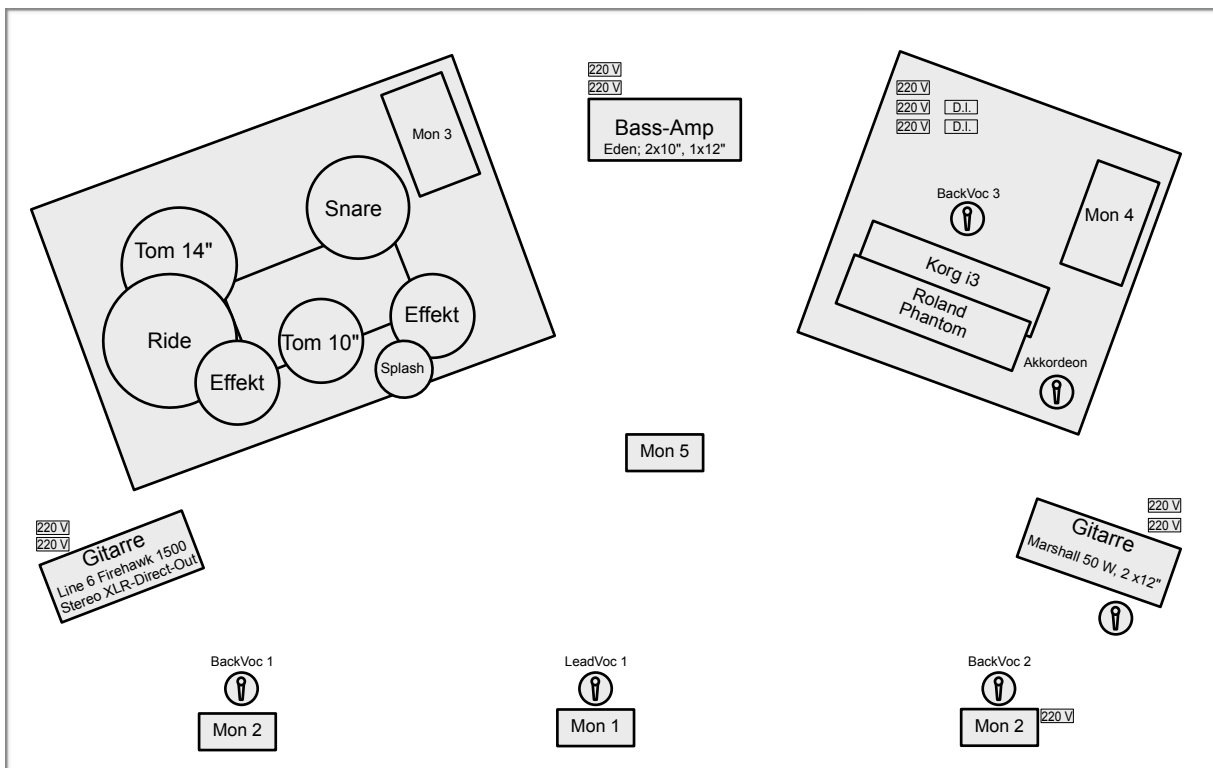 220 V
220 V
Bass-Amp
Eden; 2x10", 1x12"
220 V
220 V
D.I.
220 V
D.I.
Mon 3
Snare
Tom 14"
Ride
Tom 10"
Effekt
Effekt
Splash
BackVoc 3
Mon 4
Korg i3
Roland
Phantom
Akkordeon
Mon 5
220 V
220 V
Gitarre
Line 6 Firehawk 1500
Stereo XLR-Direct-Out
220 V
220 V
Gitarre
Marshall 50 W, 2 x12"
BackVoc 1
LeadVoc 1
BackVoc 2
Mon 2
Mon 1
Mon 2
220 V